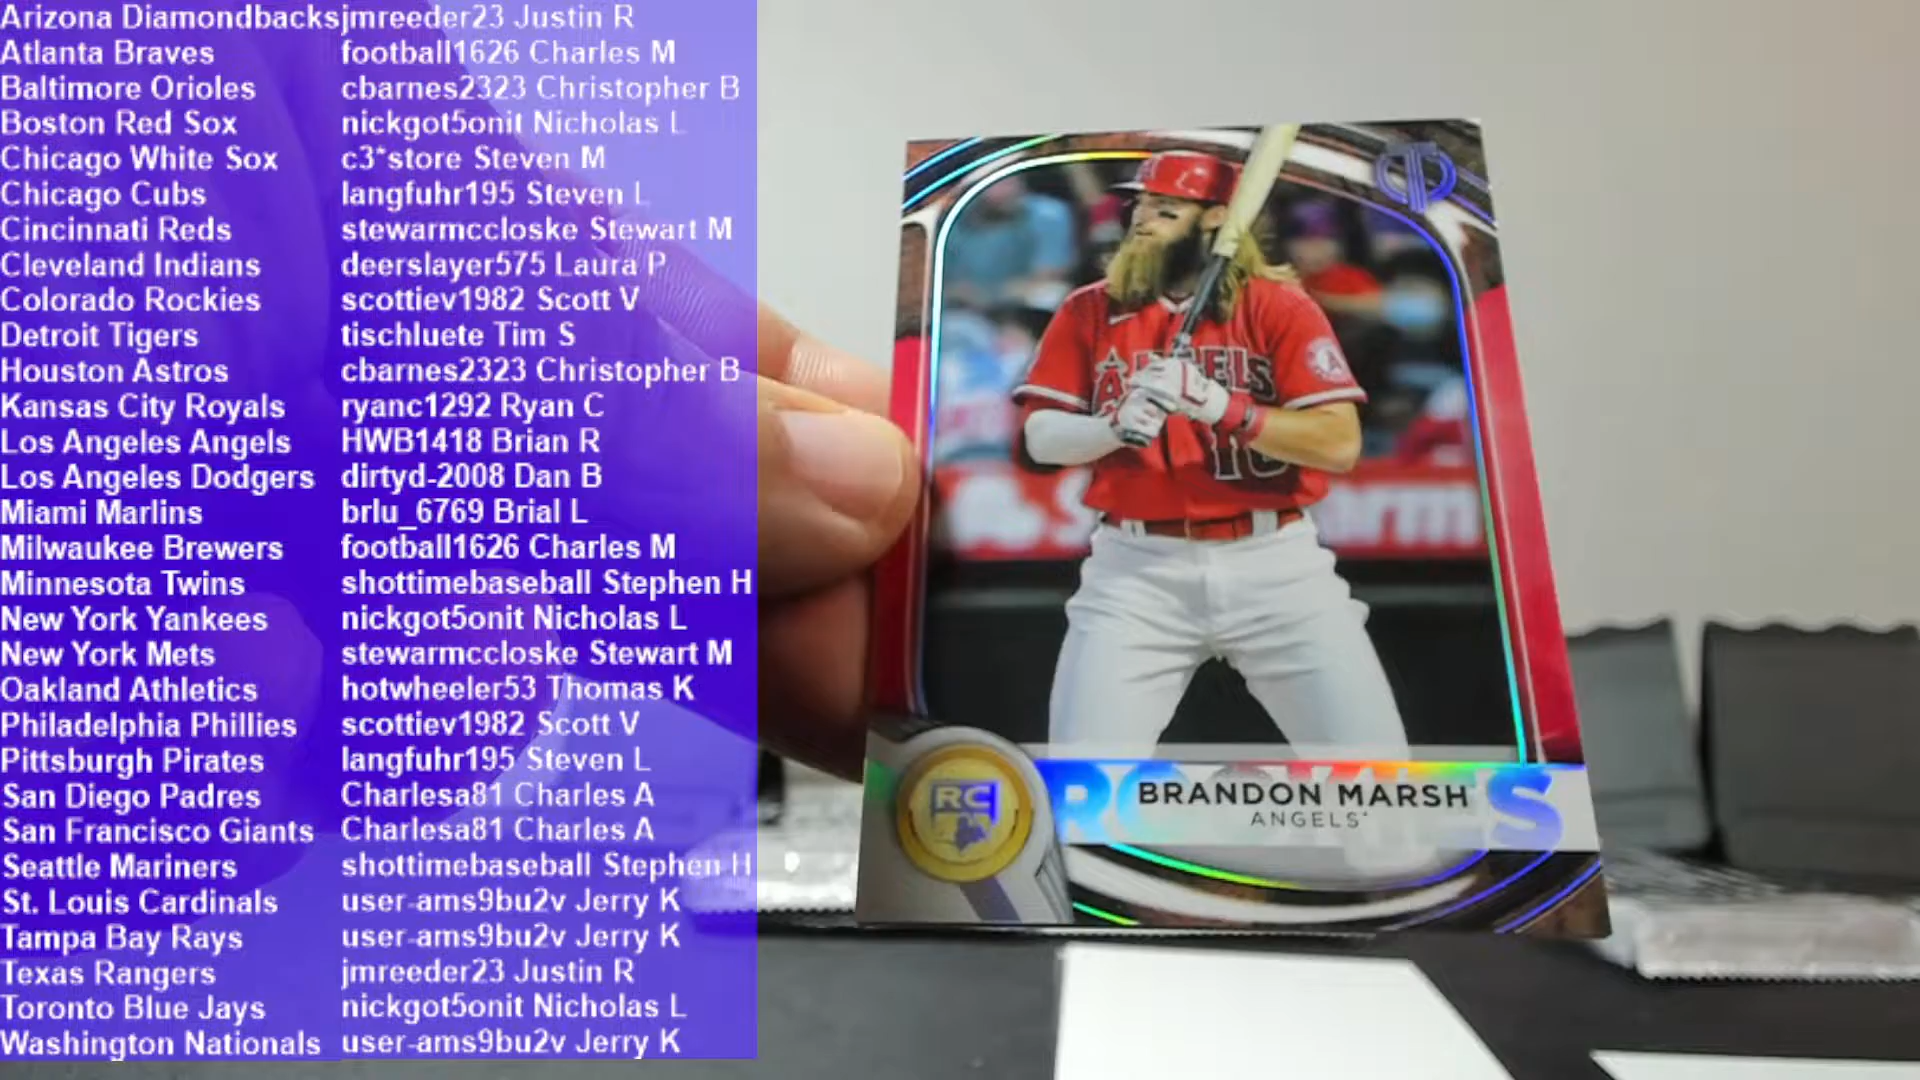 Arizona Diamondbacks jmreeder23 Justin R
Atlanta Braves football1626 Charles M
Baltimore Orioles cbarnes2323 Christopher B
Boston Red Sox nickgot5onit Nicholas L
Chicago White Sox c3*store Steven M
Chicago Cubs langfuhr195 Steven L
Cincinnati Reds stewarmccloske Stewart M
Cleveland Indians deerslayer575 Laura P
Colorado Rockies scottiev1982 Scott V
Detroit Tigers tischluete Tim S
Houston Astros cbarnes2323 Christopher B
Kansas City Royals ryanc1292 Ryan C
Los Angeles Angels HWB1418 Brian R
Los Angeles Dodgers dirtyd-2008 Dan B
Miami Marlins brlu_6769 Brial L
Milwaukee Brewers football1626 Charles M
Minnesota Twins shottimebaseball Stephen H
New York Yankees nickgot5onit Nicholas L
New York Mets stewarmccloske Stewart M
Oakland Athletics hotwheeler53 Thomas K
Philadelphia Phillies scottiev1982 Scott V
Pittsburgh Pirates langfuhr195 Steven L
San Diego Padres Charlesa81 Charles A
San Francisco Giants Charlesa81 Charles A
Seattle Mariners shottimebaseball Stephen H
St. Louis Cardinals user-ams9bu2v Jerry K
Tampa Bay Rays user-ams9bu2v Jerry K
Texas Rangers jmreeder23 Justin R
Toronto Blue Jays nickgot5onit Nicholas L
Washington Nationals user-ams9bu2v Jerry K
ANGELS
RC
BRANDON MARSH
ANGELS